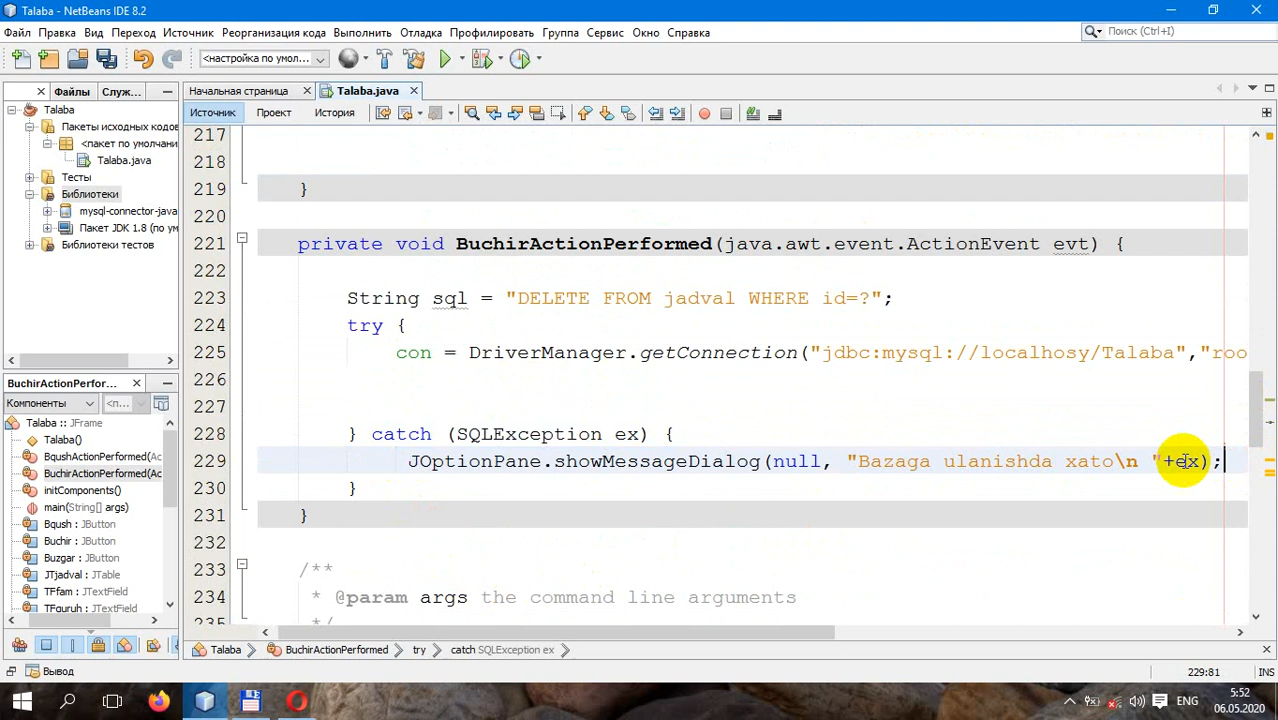 Talaba - NetBeans IDE 8.2
Файл Правка Вид Переход Источник Реорганизация кода Выполнить Отладка Профилировать Группа Сервис Окно Справка
Поиск (Ctrl+I)
<настройка по умол...
Файлы Служ...
Начальная страница Talaba.java
Источник Проект История
Talaba
Пакеты исходных кодов
<пакет по умолчани
Talaba.java
Тесты
Библиотеки
mysql-connector-java
Пакет JDK 1.8 (по ум
Библиотеки тестов
BuchirActionPerfor...
Компоненты <п...
Talaba :: JFrame
Talaba()
BqushActionPerformed(
BuchirActionPerformed(A
initComponents()
main(String[] args)
Bqush : JButton
Buchir : JButton
Buzgar : JButton
JTjadval : JTable
TFfam : JTextField
TFguruh : JTextField
217
218
219 }
220
221 private void BuchirActionPerformed(java.awt.event.ActionEvent evt) {
222
223 String sql = "DELETE FROM jadval WHERE id=?";
224 try {
225 con = DriverManager.getConnection("jdbc:mysql://localhosy/Talaba","roo
226
227
228 } catch (SQLException ex) {
229 JOptionPane.showMessageDialog(null, "Bazaga ulanishda xato\n "+ex);
230 }
231 }
232
233 /**
234 * @param args the command line arguments
235 */
Talaba BuchirActionPerformed try catch SQLException ex
Вывод
229:81 INS
ENG
5:52
06.05.2020